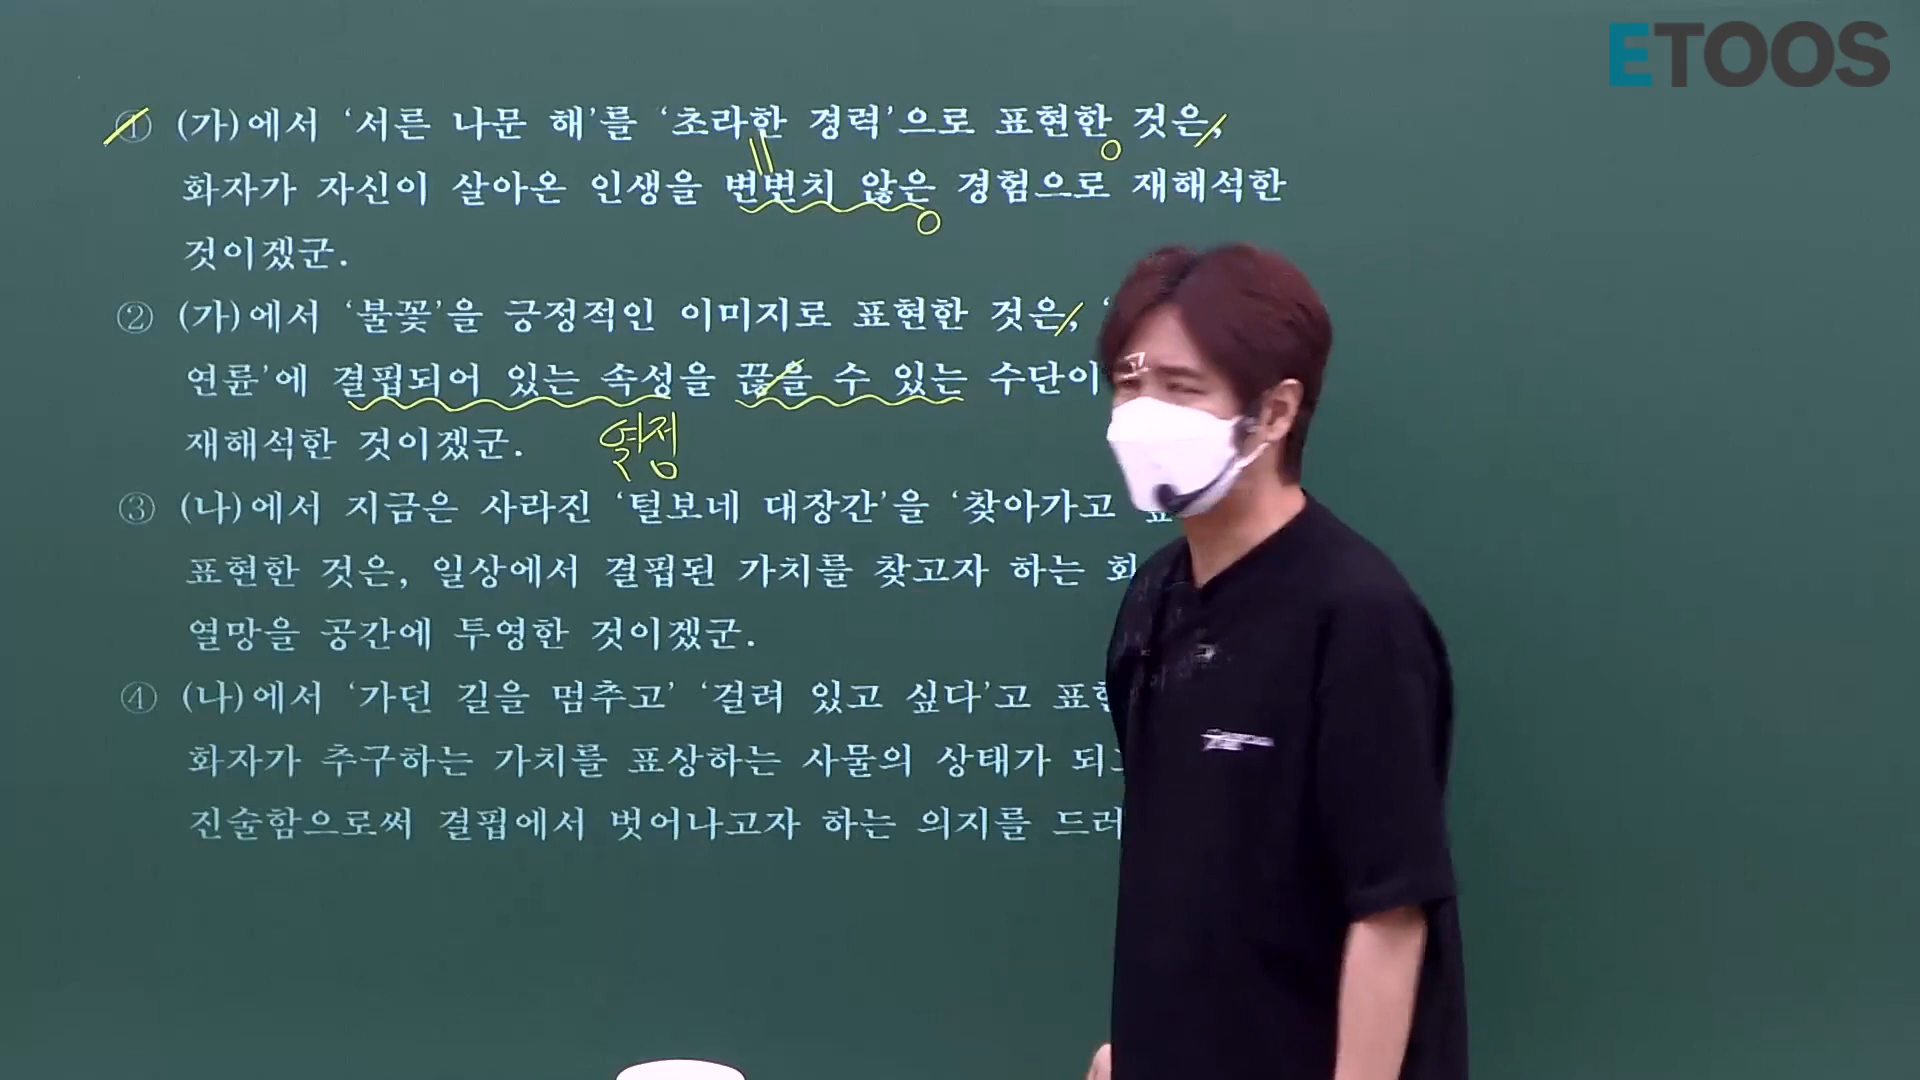 ETOOS
① (가)에서 ‘서른 나문 해’를 ‘초라한 경력’으로 표현한 것은,
화자가 자신이 살아온 인생을 변변치 않은 경험으로 재해석한
것이겠군.
② (가)에서 ‘불꽃’을 긍정적인 이미지로 표현한 것은, ‘
연륜’에 결핍되어 있는 속성을 끊을 수 있는 수단이
재해석한 것이겠군.
열정
③ (나)에서 지금은 사라진 ‘털보네 대장간’을 ‘찾아가고
표현한 것은, 일상에서 결핍된 가치를 찾고자 하는 화
열망을 공간에 투영한 것이겠군.
④ (나)에서 ‘가던 길을 멈추고’ ‘걸려 있고 싶다’고 표현
화자가 추구하는 가치를 표상하는 사물의 상태가 되고
진술함으로써 결핍에서 벗어나고자 하는 의지를 드러